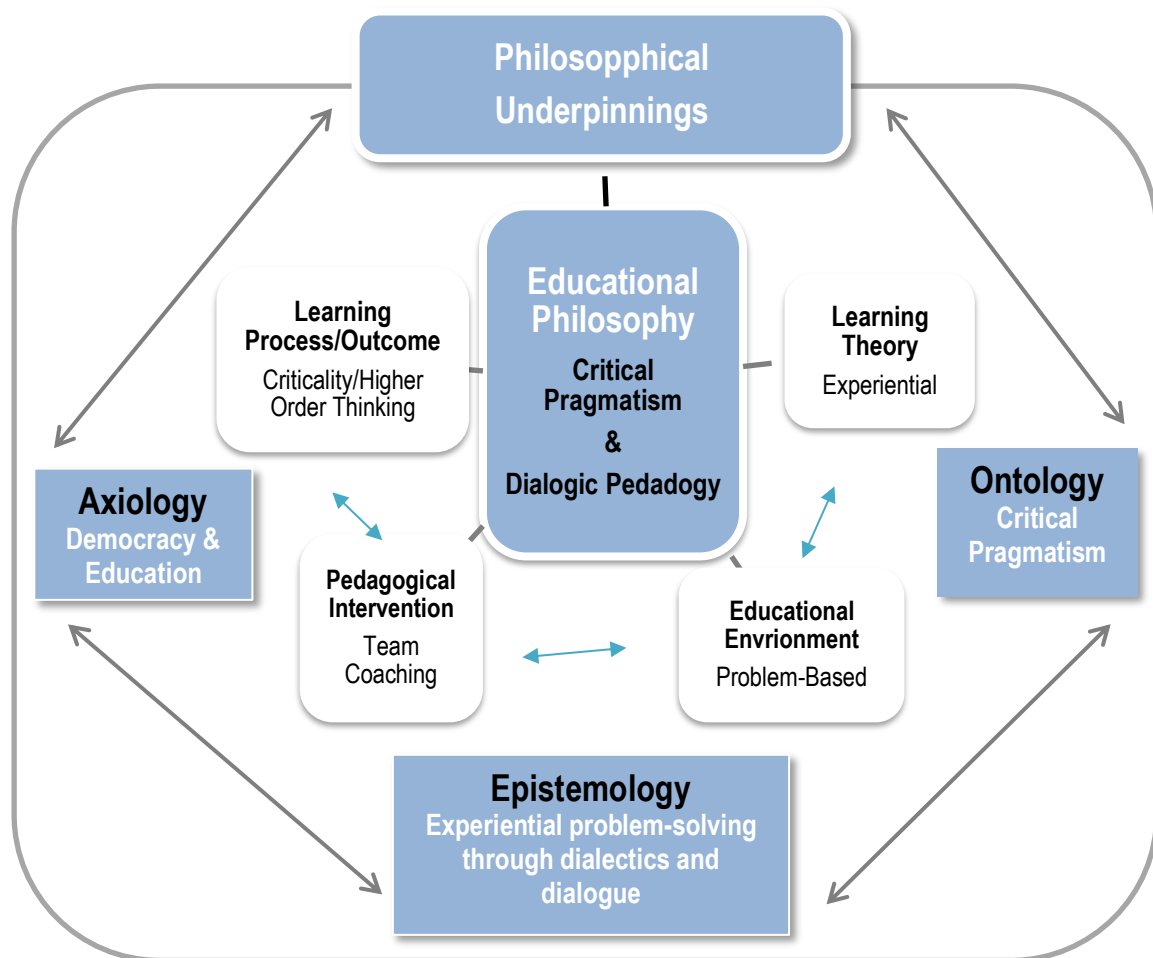 Philosopphical
Underpinnings
Educational
Philosophy
Critical
Pragmatism
&
Dialogic Pedadogy
Learning
Process/Outcome
Criticality/Higher
Order Thinking
Learning
Theory
Experiential
Axiology
Democracy &
Education
Ontology
Critical
Pragmatism
Pedagogical
Intervention
Team
Coaching
Educational
Envrionment
Problem-Based
Epistemology
Experiential problem-solving
through dialectics and
dialogue